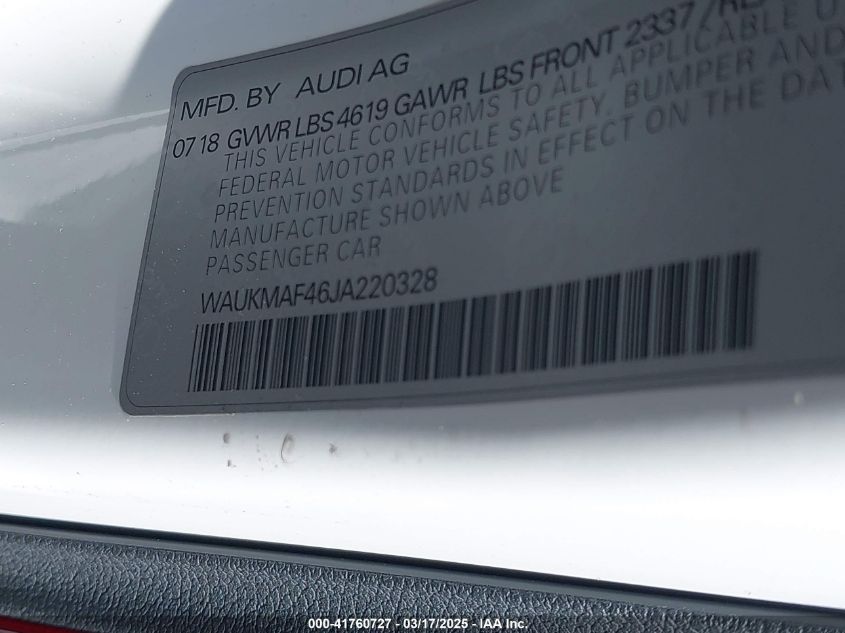 MFD. BY AUDI AG
07 18 GVWR LBS 4619 GAWR LBS FRONT 2337 /
THIS VEHICLE CONFORMS TO ALL APPLICABLE
FEDERAL MOTOR VEHICLE SAFETY, BUMPER AND
PREVENTION STANDARDS IN EFFECT ON THE DAT
MANUFACTURE SHOWN ABOVE
PASSENGER CAR
WAUKMAF46JA220328
000-41760727 - 03/17/2025 - IAA Inc.